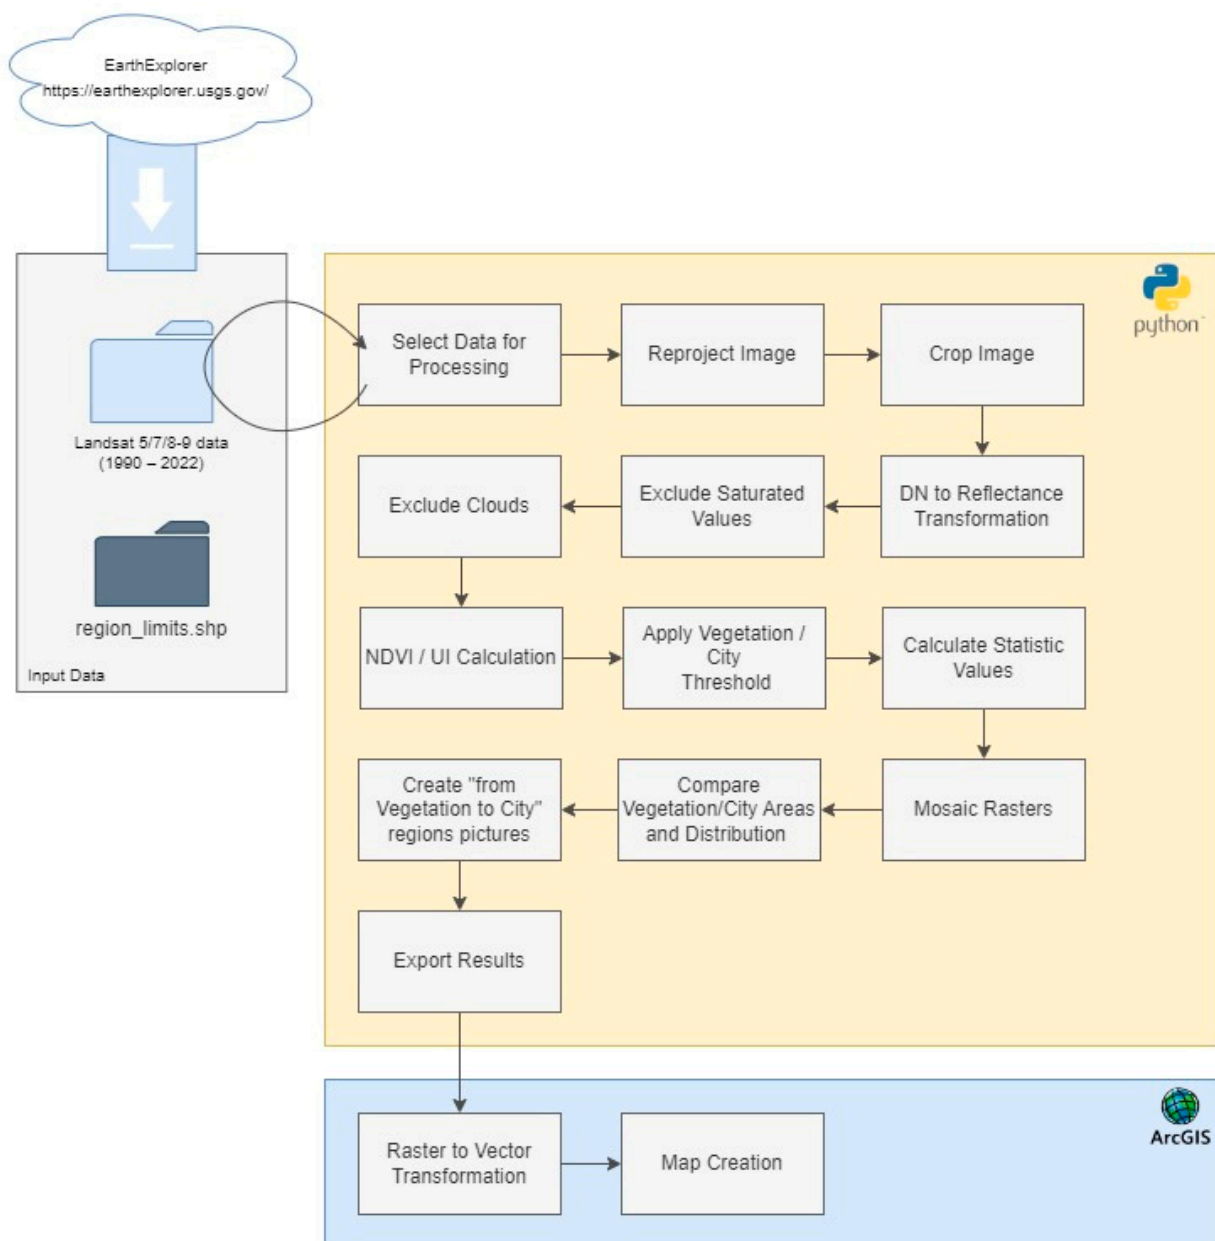 EarthExplorer
https://earthexplorer.usgs.gov/
Landsat 5/7/8-9 data
(1990 – 2022)
region_limits.shp
Input Data
python
Select Data for
Processing
Reproject Image
Crop Image
DN to Reflectance
Transformation
Exclude Saturated
Values
Exclude Clouds
NDVI / UI Calculation
Apply Vegetation /
City
Threshold
Calculate Statistic
Values
Mosaic Rasters
Compare
Vegetation/City Areas
and Distribution
Create "from
Vegetation to City"
regions pictures
Export Results
ArcGIS
Raster to Vector
Transformation
Map Creation